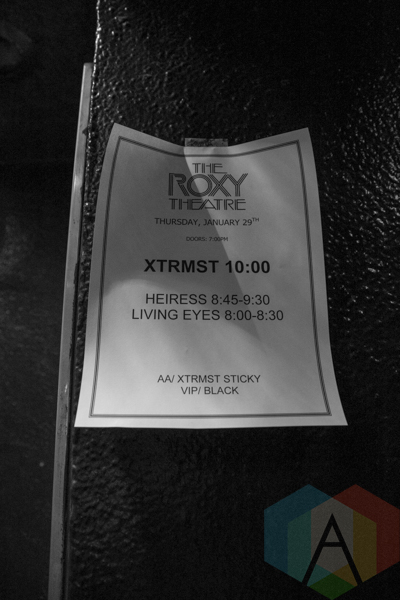 THE
ROXY
THEATRE
THURSDAY, JANUARY 29TH
DOORS: 7:00PM
XTRMST 10:00
HEIRESS 8:45-9:30
LIVING EYES 8:00-8:30
AA/ XTRMST STICKY
VIP/ BLACK
A